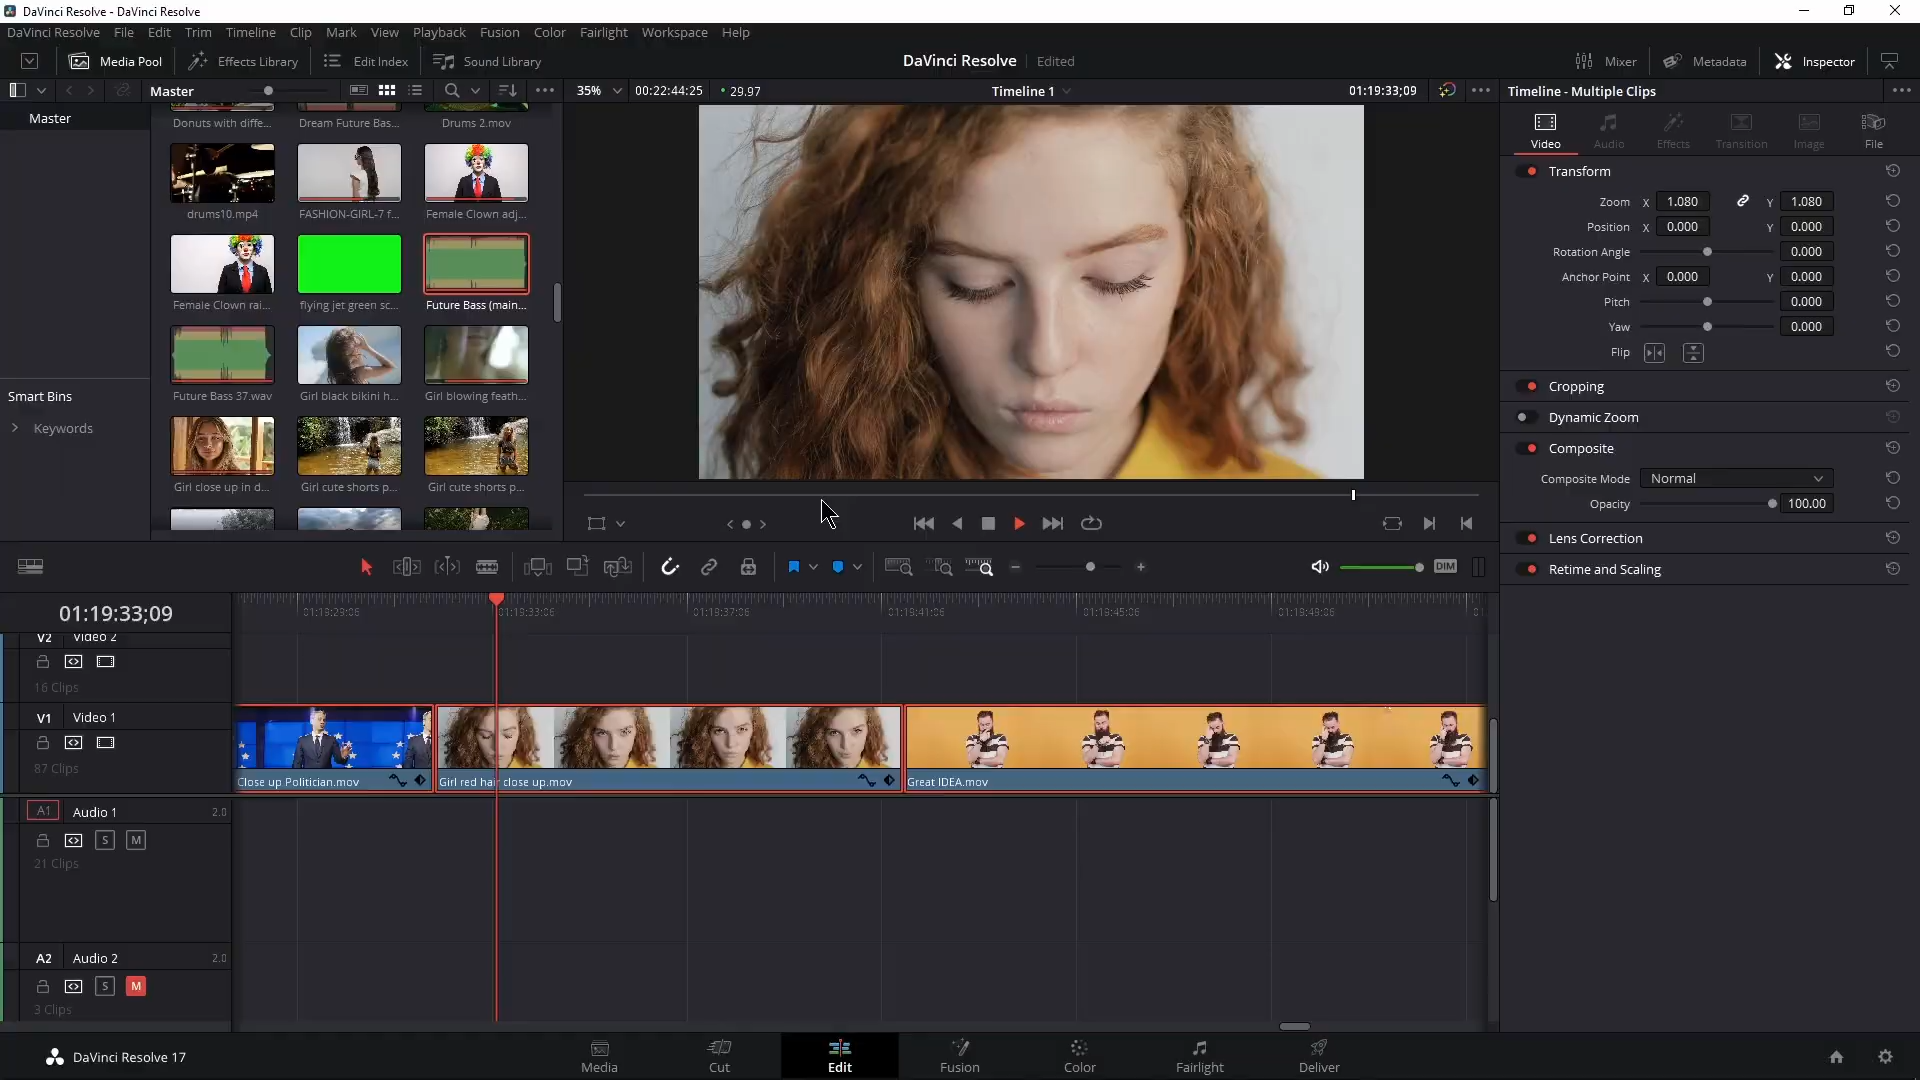 DaVinci Resolve - DaVinci Resolve
DaVinci Resolve File Edit Trim Timeline Clip Mark View Playback Fusion Color Fairlight Workspace Help
Media Pool Effects Library Edit Index Sound Library DaVinci Resolve Edited Mixer Metadata Inspector
Master 35% 00:22:44:25 29.97 Timeline 1 01:19:33;09 Timeline - Multiple Clips
Master
Donuts with diffe... Dream Future Bas... Drums 2.mov
drums10.mp4 FASHION-GIRL-7 f... Female Clown adj...
Female Clown rai... flying jet green sc... Future Bass (main...
Future Bass 37.wav Girl black bikini h... Girl blowing feath...
Girl close up in d... Girl cute shorts p... Girl cute shorts p...
Smart Bins
Keywords
Video Audio Effects Transition Image File
Transform
Zoom X 1.080 Y 1.080
Position X 0.000 Y 0.000
Rotation Angle 0.000
Anchor Point X 0.000 Y 0.000
Pitch 0.000
Yaw 0.000
Flip
Cropping
Dynamic Zoom
Composite
Composite Mode Normal
Opacity 100.00
Lens Correction
Retime and Scaling
DIM
01:19:33;09 01:19:29:06 01:19:33:06 01:19:37:06 01:19:41:06 01:19:45:06 01:19:49:06
V2 Video 2
16 Clips
V1 Video 1
87 Clips
Close up Politician.mov Girl red hair close up.mov Great IDEA.mov
A1 Audio 1 2.0
S M
21 Clips
A2 Audio 2 2.0
S M
3 Clips
DaVinci Resolve 17 Media Cut Edit Fusion Color Fairlight Deliver